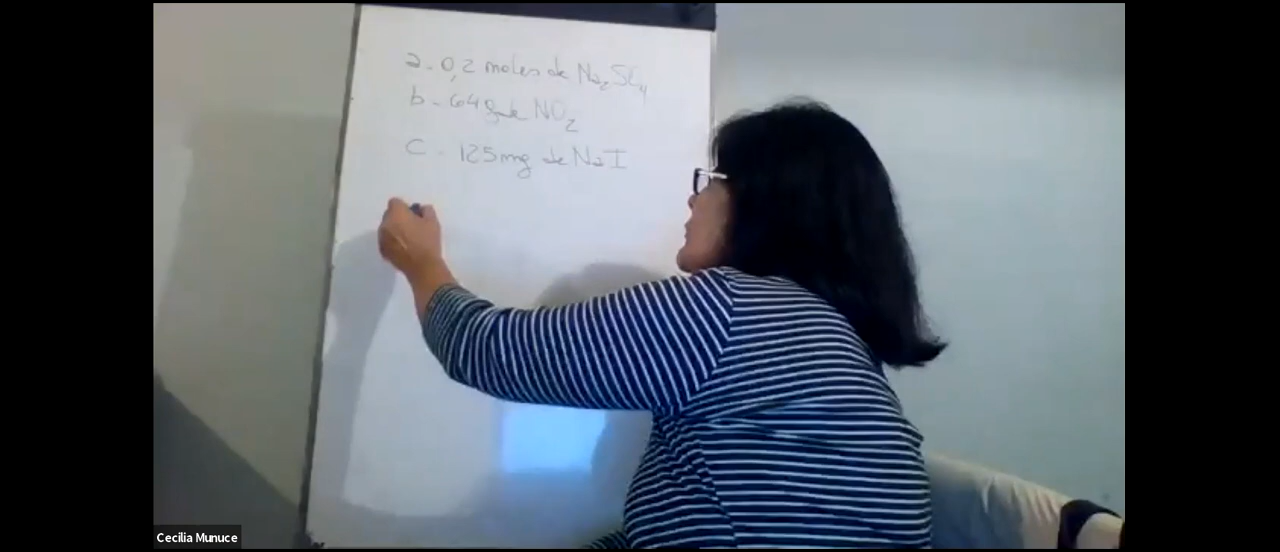 a - 0,2 moles de Na₂SO₄
b - 64 g de NO₂
c - 125 mg de NaI
Cecilia Munuce